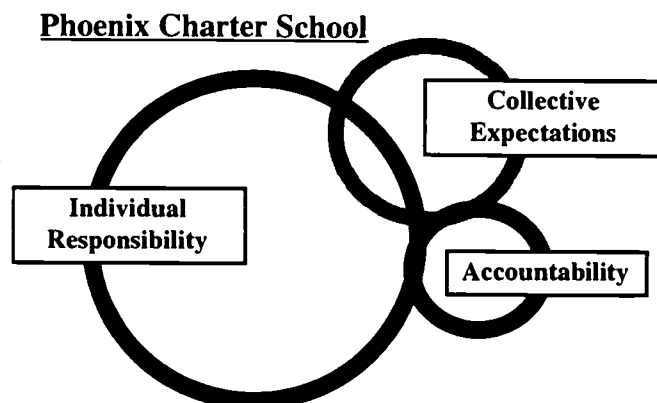 Phoenix Charter School
Collective
Expectations
Individual
Responsibility
Accountability